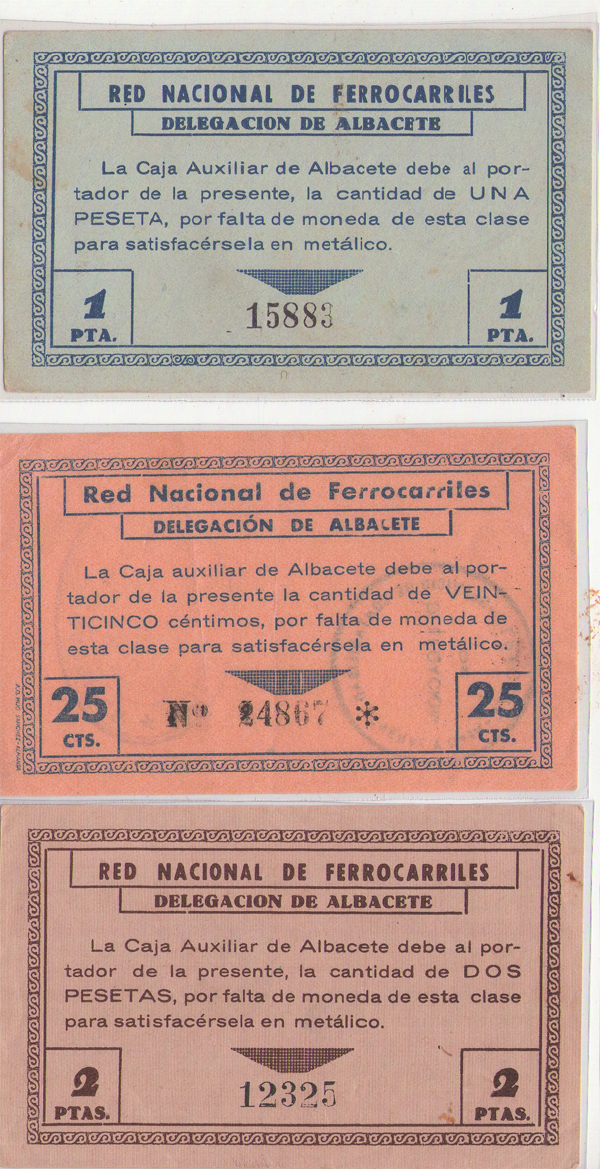 RED NACIONAL DE FERROCARRILES
DELEGACION DE ALBACETE
La Caja Auxiliar de Albacete debe al por-
tador de la presente, la cantidad de UNA
PESETA, por falta de moneda de esta clase
para satisfacérsela en metálico.
1 PTA.
15883
1 PTA.
Red Nacional de Ferrocarriles
DELEGACIÓN DE ALBACETE
La Caja auxiliar de Albacete debe al por-
tador de la presente la cantidad de VEIN-
TICINCO céntimos, por falta de moneda de
esta clase para satisfacérsela en metálico.
25 CTS.
Nº 24867 *
25 CTS.
RED NACIONAL DE FERROCARRILES
DELEGACION DE ALBACETE
La Caja Auxiliar de Albacete debe al por-
tador de la presente, la cantidad de DOS
PESETAS, por falta de moneda de esta clase
para satisfacérsela en metálico.
2 PTAS.
12325
2 PTAS.